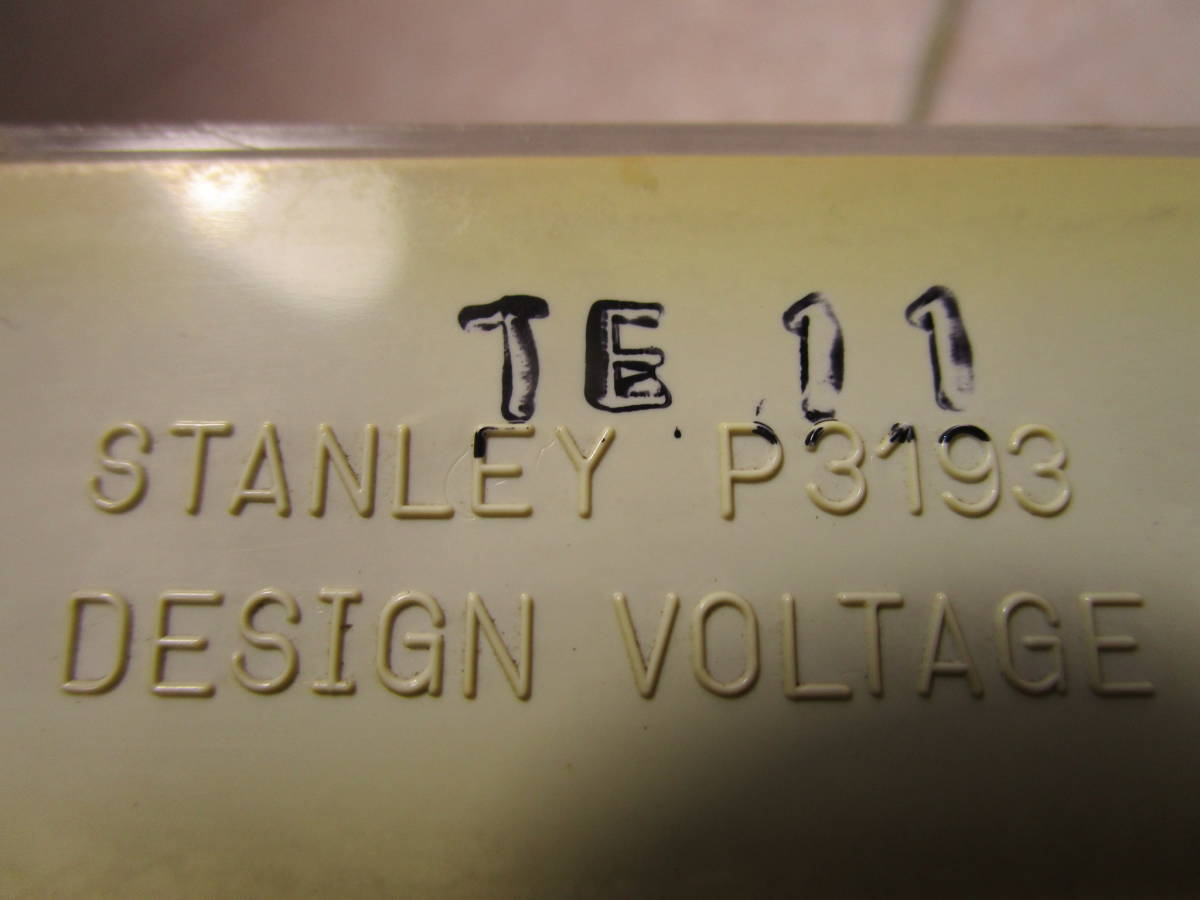 TE 11
STANLEY P3193
DESIGN VOLTAGE